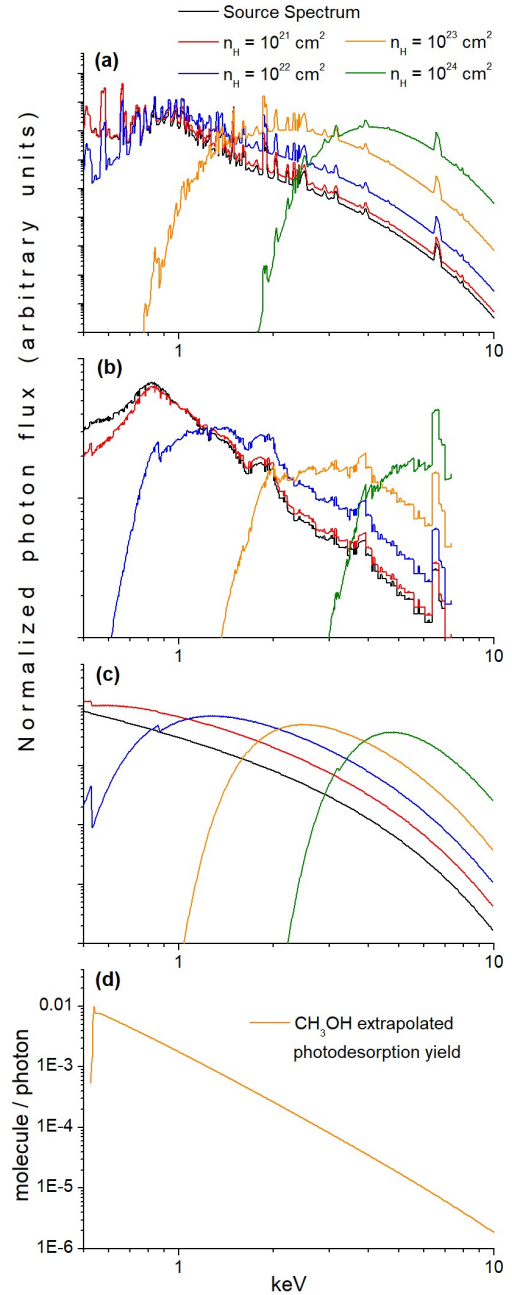 Source Spectrum
n_H = 10^21 cm^2
n_H = 10^23 cm^2
n_H = 10^22 cm^2
n_H = 10^24 cm^2
Normalized photon flux (arbitrary units)
(a)
1
10
(b)
1
10
(c)
1
10
(d)
0.01
1E-3
1E-4
1E-5
1E-6
molecule / photon
CH_3OH extrapolated
photodesorption yield
1
10
keV